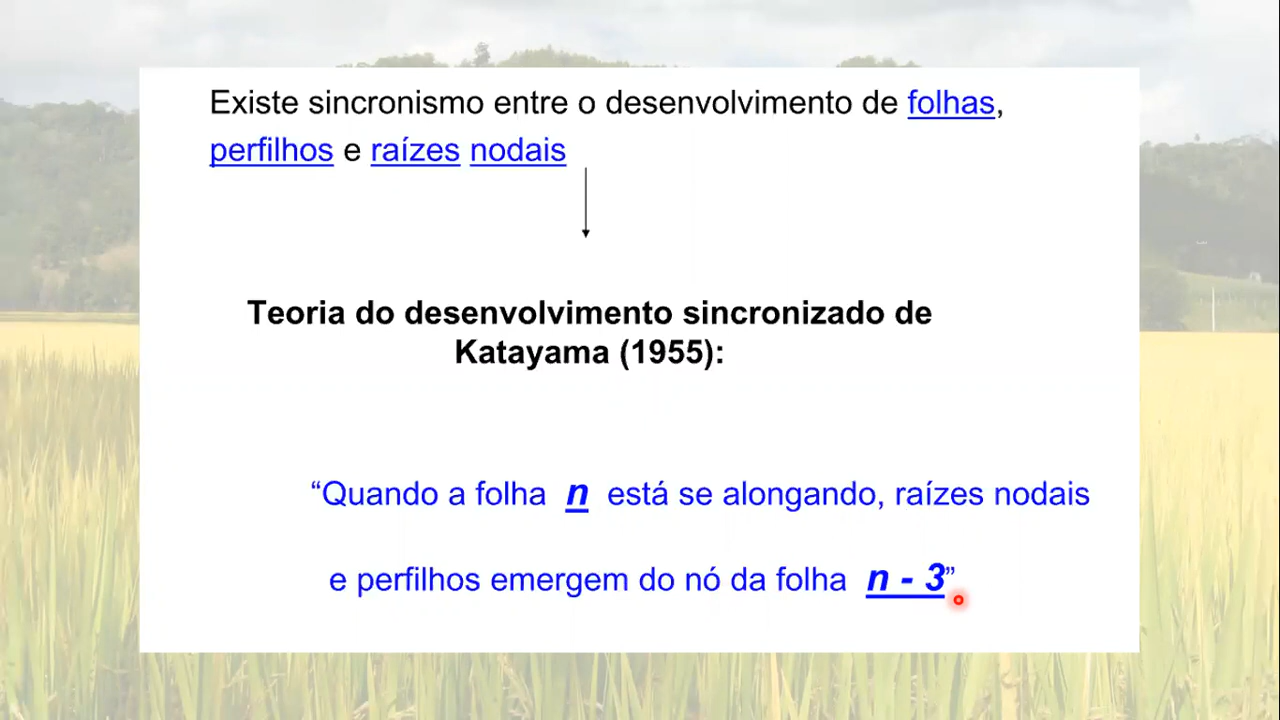 Existe sincronismo entre o desenvolvimento de folhas,
perfilhos e raízes nodais
Teoria do desenvolvimento sincronizado de
Katayama (1955):
“Quando a folha n está se alongando, raízes nodais
e perfilhos emergem do nó da folha n - 3”